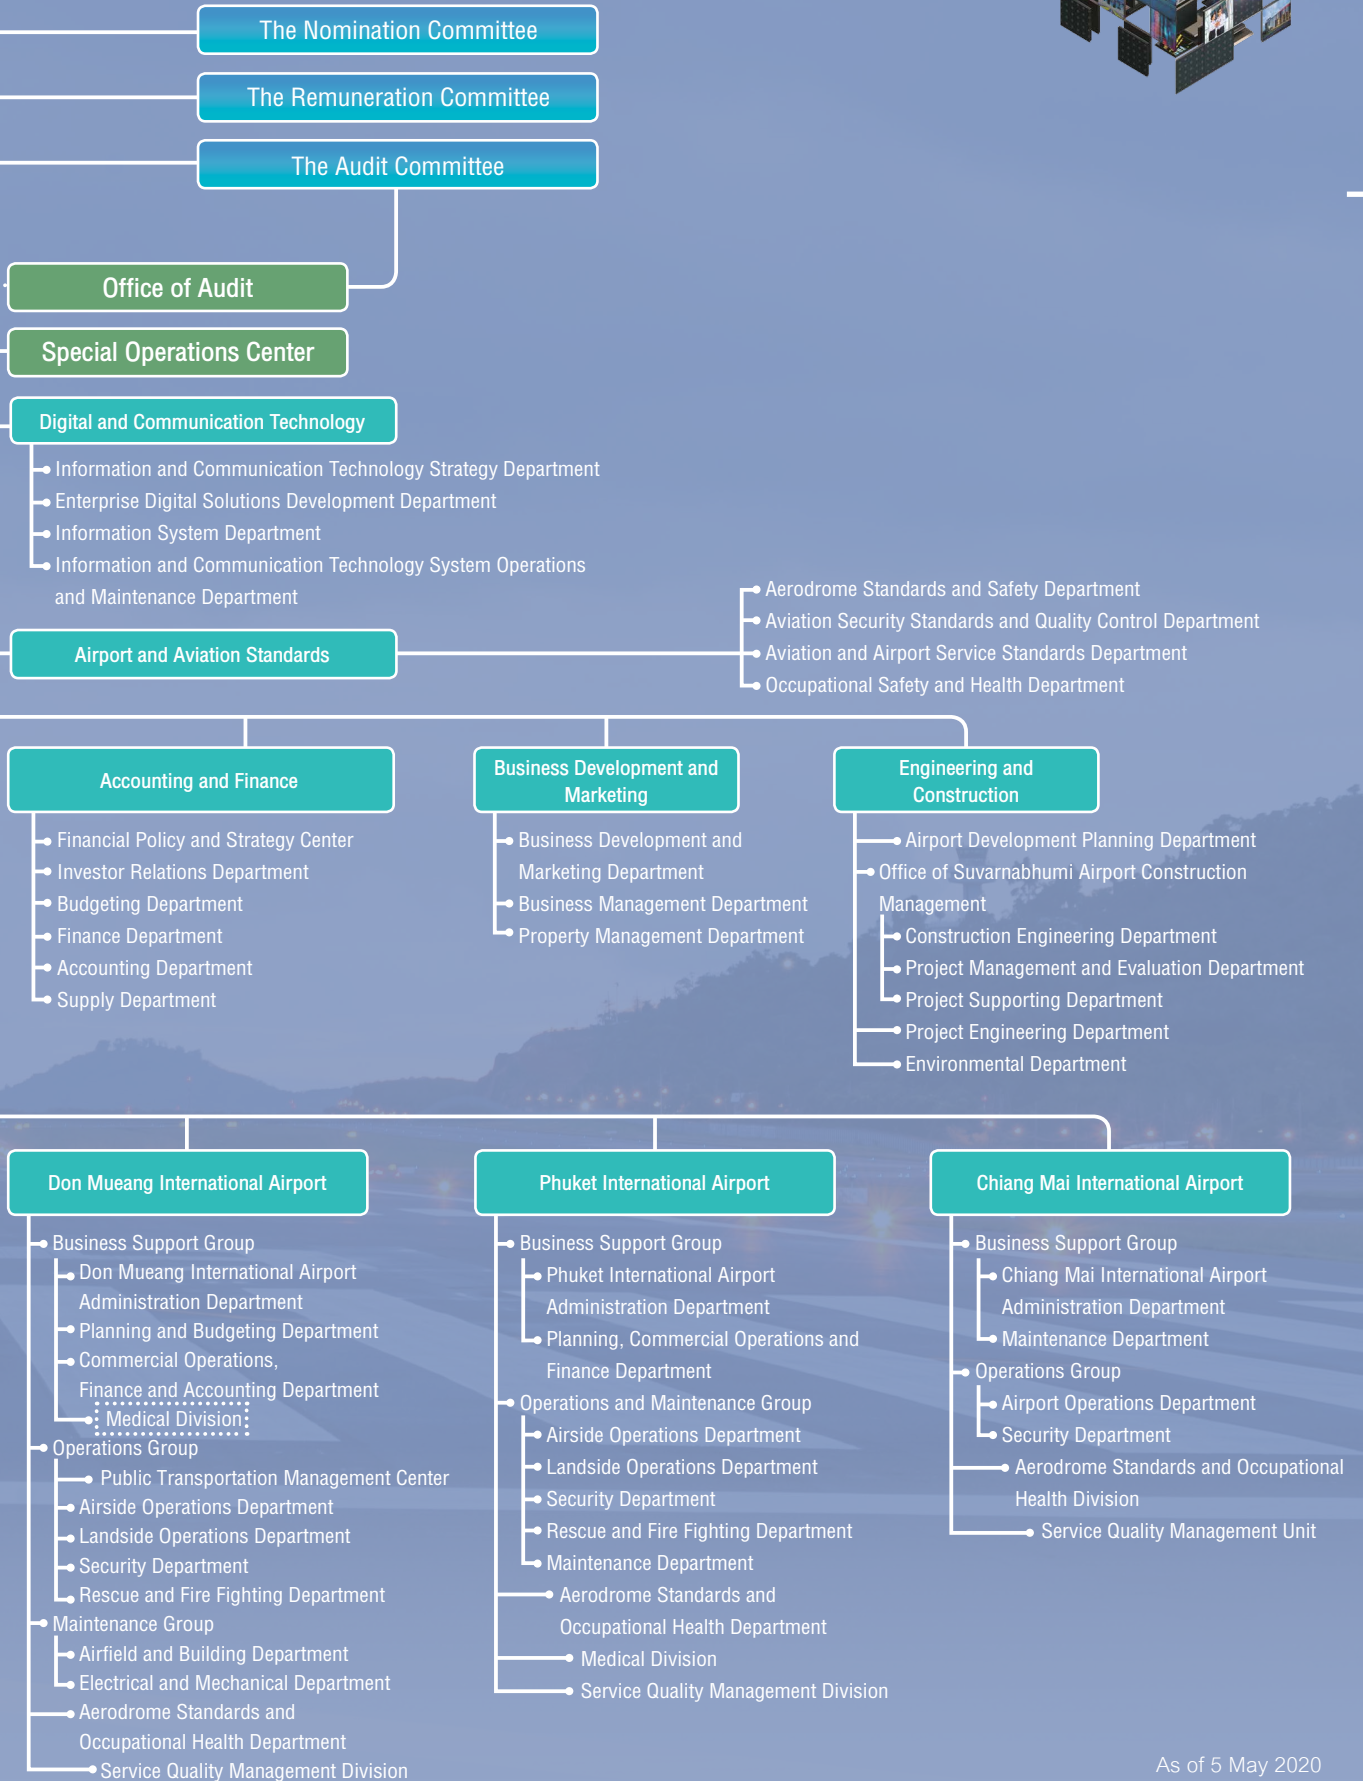 The Nomination Committee
The Remuneration Committee
The Audit Committee
Office of Audit
Special Operations Center
Digital and Communication Technology
Information and Communication Technology Strategy Department
Enterprise Digital Solutions Development Department
Information System Department
Information and Communication Technology System Operations
and Maintenance Department
Airport and Aviation Standards
Aerodrome Standards and Safety Department
Aviation Security Standards and Quality Control Department
Aviation and Airport Service Standards Department
Occupational Safety and Health Department
Accounting and Finance
Financial Policy and Strategy Center
Investor Relations Department
Budgeting Department
Finance Department
Accounting Department
Supply Department
Business Development and
Marketing
Business Development and
Marketing Department
Business Management Department
Property Management Department
Engineering and
Construction
Airport Development Planning Department
Office of Suvarnabhumi Airport Construction
Management
Construction Engineering Department
Project Management and Evaluation Department
Project Supporting Department
Project Engineering Department
Environmental Department
Don Mueang International Airport
Business Support Group
Don Mueang International Airport
Administration Department
Planning and Budgeting Department
Commercial Operations,
Finance and Accounting Department
Medical Division
Operations Group
Public Transportation Management Center
Airside Operations Department
Landside Operations Department
Security Department
Rescue and Fire Fighting Department
Maintenance Group
Airfield and Building Department
Electrical and Mechanical Department
Aerodrome Standards and
Occupational Health Department
Service Quality Management Division
Phuket International Airport
Business Support Group
Phuket International Airport
Administration Department
Planning, Commercial Operations and
Finance Department
Operations and Maintenance Group
Airside Operations Department
Landside Operations Department
Security Department
Rescue and Fire Fighting Department
Maintenance Department
Aerodrome Standards and
Occupational Health Department
Medical Division
Service Quality Management Division
Chiang Mai International Airport
Business Support Group
Chiang Mai International Airport
Administration Department
Maintenance Department
Operations Group
Airport Operations Department
Security Department
Aerodrome Standards and Occupational
Health Division
Service Quality Management Unit
As of 5 May 2020